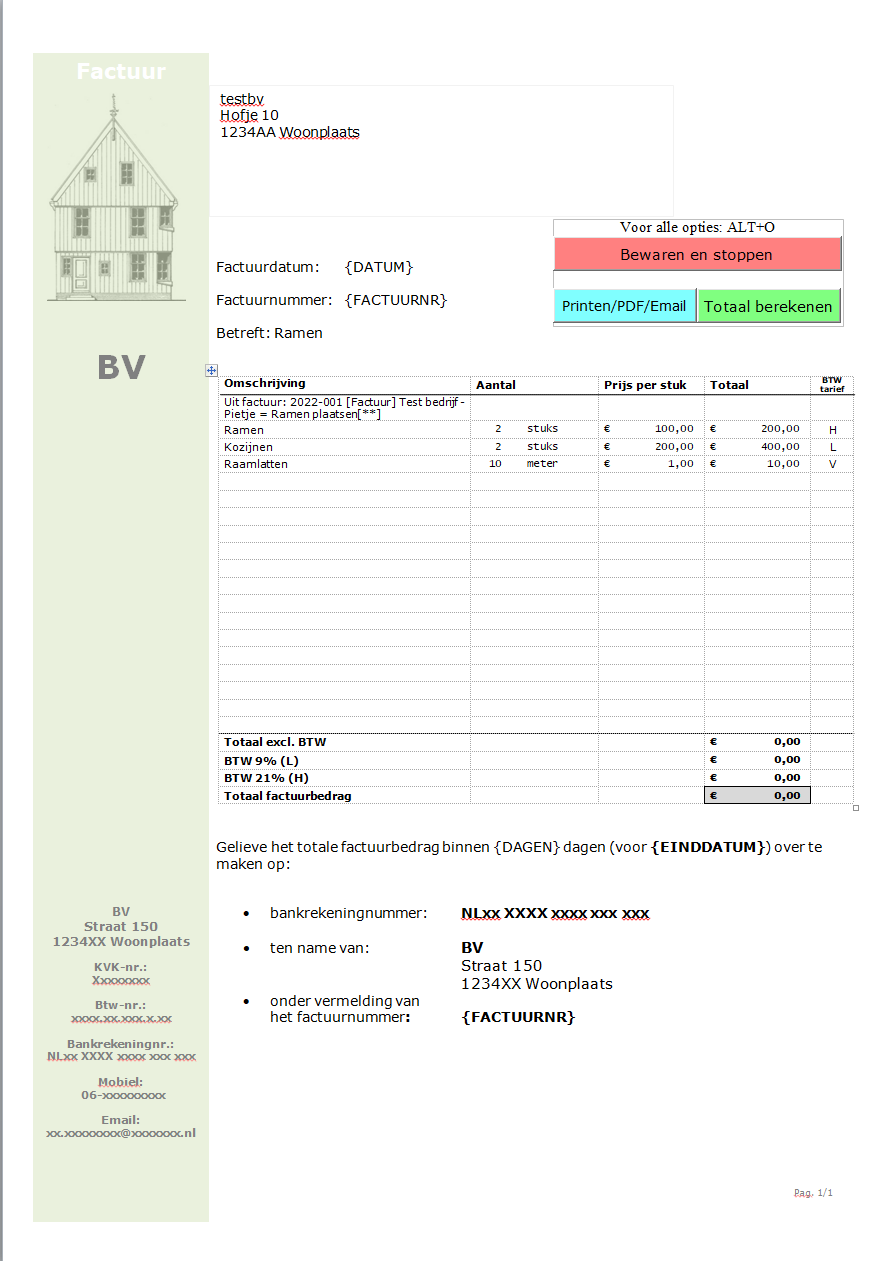 Factuur
testbv
Hofje 10
1234AA Woonplaats
Voor alle opties: ALT+O
Bewaren en stoppen
Printen/PDF/Email Totaal berekenen
Factuurdatum: {DATUM}
Factuurnummer: {FACTUURNR}
Betreft: Ramen
BV
Omschrijving Aantal Prijs per stuk Totaal BTW tarief
Uit factuur: 2022-001 [Factuur] Test bedrijf -
Pietje = Ramen plaatsen[**]
Ramen 2 stuks € 100,00 € 200,00 H
Kozijnen 2 stuks € 200,00 € 400,00 L
Raamlatten 10 meter € 1,00 € 10,00 V
Totaal excl. BTW € 0,00
BTW 9% (L) € 0,00
BTW 21% (H) € 0,00
Totaal factuurbedrag € 0,00
Gelieve het totale factuurbedrag binnen {DAGEN} dagen (voor {EINDDATUM}) over te
maken op:
• bankrekeningnummer: NLxx XXXX xxxx xxx xxx
• ten name van: BV
Straat 150
1234XX Woonplaats
• onder vermelding van
het factuurnummer: {FACTUURNR}
BV
Straat 150
1234XX Woonplaats
KVK-nr.:
Xxxxxxxx
Btw-nr.:
xxxx.xx.xxx.x.xx
Bankrekeningnr.:
NLxx XXXX xxxx xxx xxx
Mobiel:
06-xxxxxxxxx
Email:
xx.xxxxxxxx@xxxxxxx.nl
Pag. 1/1